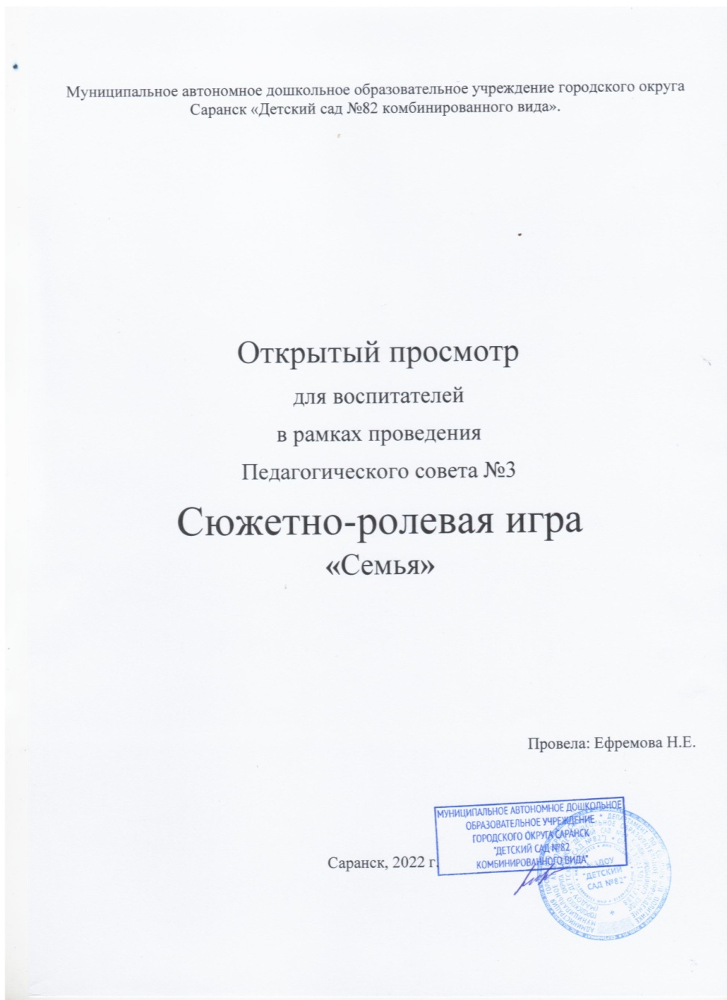 Муниципальное автономное дошкольное образовательное учреждение городского округа
Саранск «Детский сад №82 комбинированного вида».
Открытый просмотр
для воспитателей
в рамках проведения
Педагогического совета №3
Сюжетно-ролевая игра
«Семья»
Провела: Ефремова Н.Е.
Саранск, 2022 г.
МУНИЦИПАЛЬНОЕ АВТОНОМНОЕ ДОШКОЛЬНОЕ
ОБРАЗОВАТЕЛЬНОЕ УЧРЕЖДЕНИЕ
ГОРОДСКОГО ОКРУГА САРАНСК
"ДЕТСКИЙ САД №82
КОМБИНИРОВАННОГО ВИДА"
"ДЕТСКИЙ
САД №82"